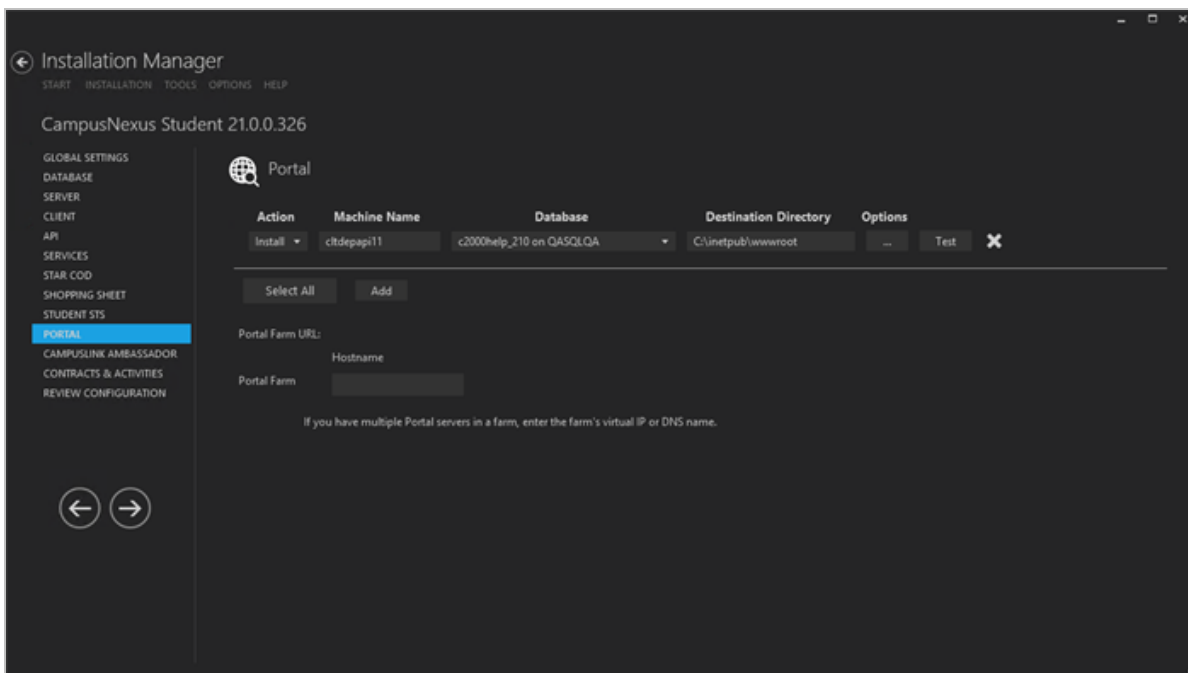 Installation Manager
START INSTALLATION TOOLS OPTIONS HELP
CampusNexus Student 21.0.0.326
GLOBAL SETTINGS
DATABASE
SERVER
CLIENT
API
SERVICES
STAR COD
SHOPPING SHEET
STUDENT STS
PORTAL
CAMPUSLINK AMBASSADOR
CONTRACTS & ACTIVITIES
REVIEW CONFIGURATION
Portal
Action Machine Name Database Destination Directory Options
Install cltdepapi11 c2000help_210 on QASQLQA C:\inetpub\wwwroot ... Test
Select All Add
Portal Farm URL:
Hostname
Portal Farm
If you have multiple Portal servers in a farm, enter the farm's virtual IP or DNS name.